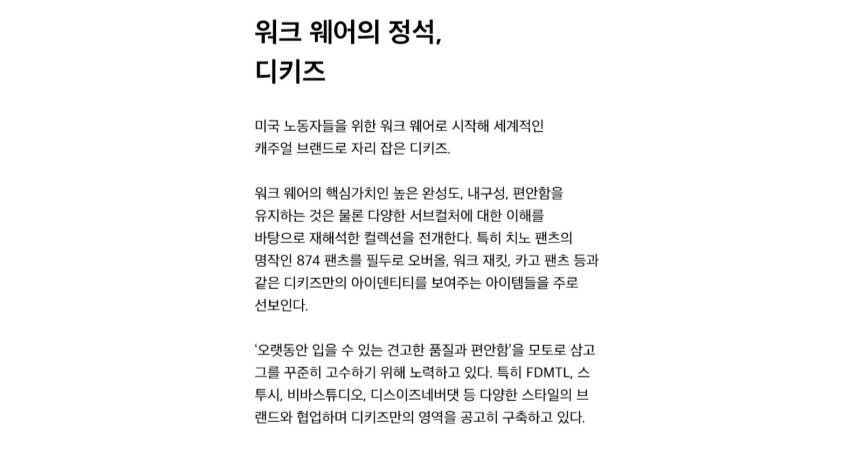 워크 웨어의 정석,
디키즈
미국 노동자들을 위한 워크 웨어로 시작해 세계적인
캐주얼 브랜드로 자리 잡은 디키즈.
워크 웨어의 핵심가치인 높은 완성도, 내구성, 편안함을
유지하는 것은 물론 다양한 서브컬처에 대한 이해를
바탕으로 재해석한 컬렉션을 전개한다. 특히 치노 팬츠의
명작인 874 팬츠를 필두로 오버올, 워크 재킷, 카고 팬츠 등과
같은 디키즈만의 아이덴티티를 보여주는 아이템들을 주로
선보인다.
‘오랫동안 입을 수 있는 견고한 품질과 편안함’을 모토로 삼고
그를 꾸준히 고수하기 위해 노력하고 있다. 특히 FDMTL, 스
투시, 비바스튜디오, 디스이즈네버댓 등 다양한 스타일의 브
랜드와 협업하며 디키즈만의 영역을 공고히 구축하고 있다.